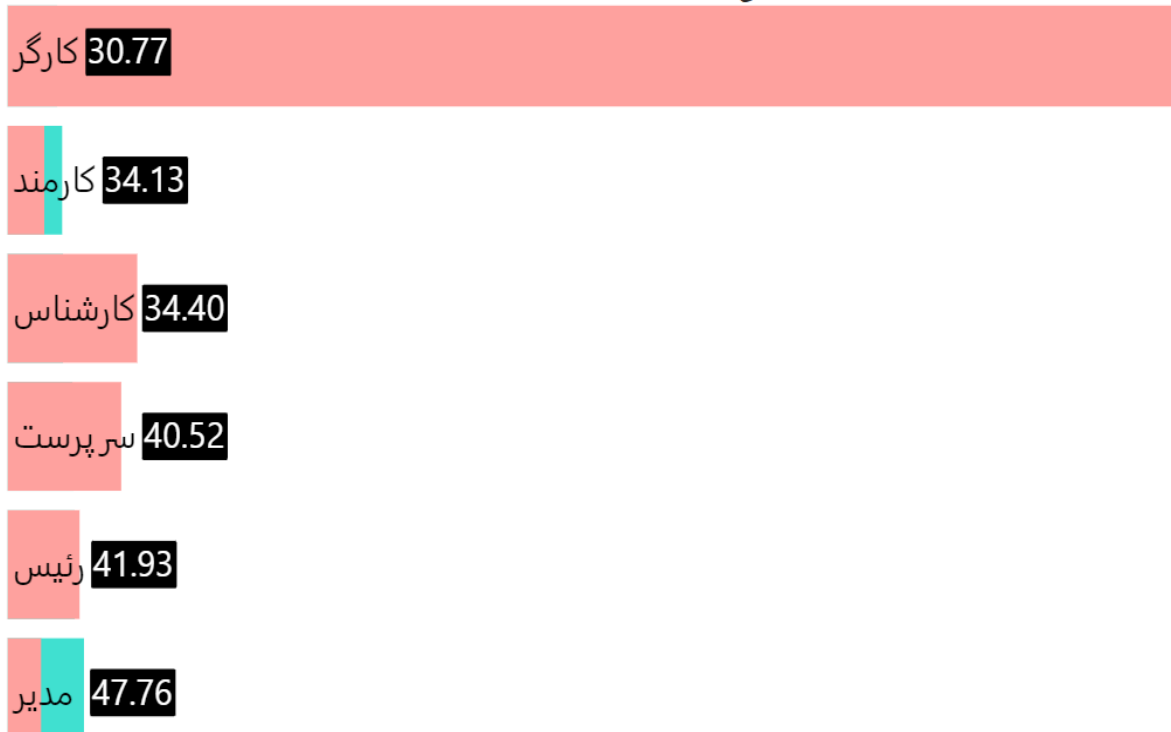 کارگر 30.77
کارمند 34.13
کارشناس 34.40
سرپرست 40.52
رئیس 41.93
مدیر 47.76